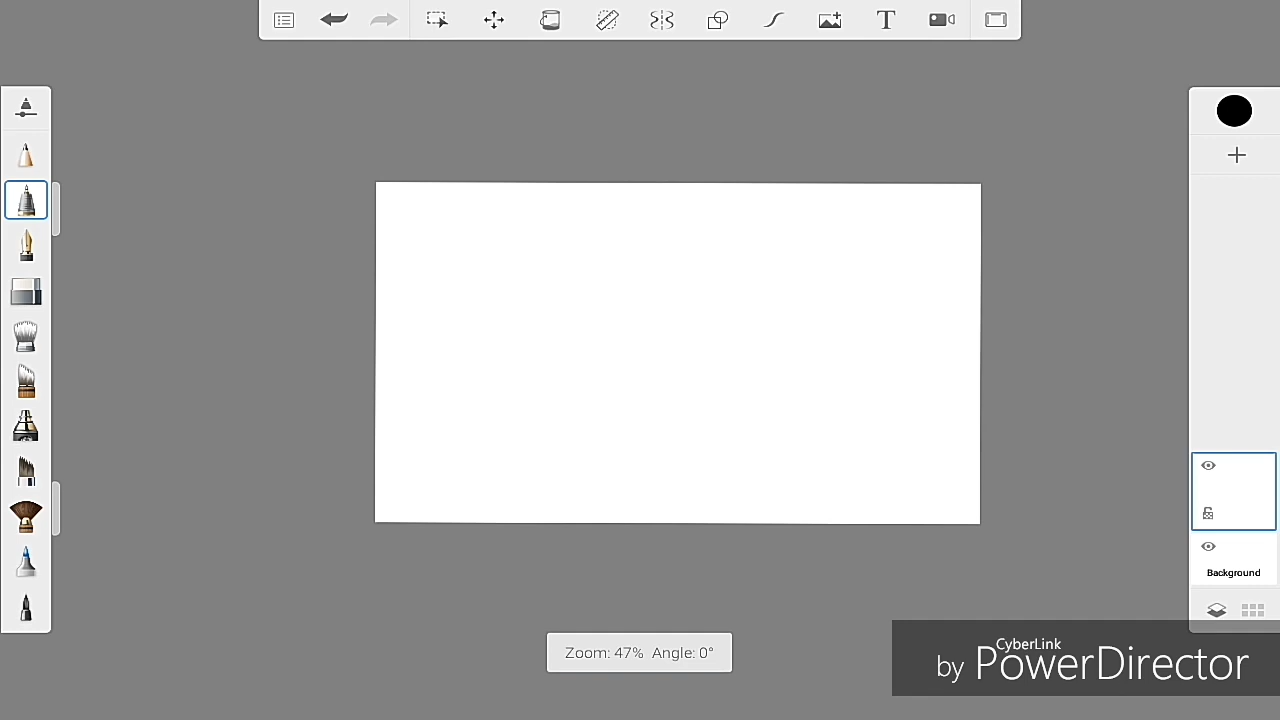 T
Background
Zoom: 47% Angle: 0°
CyberLink
by PowerDirector